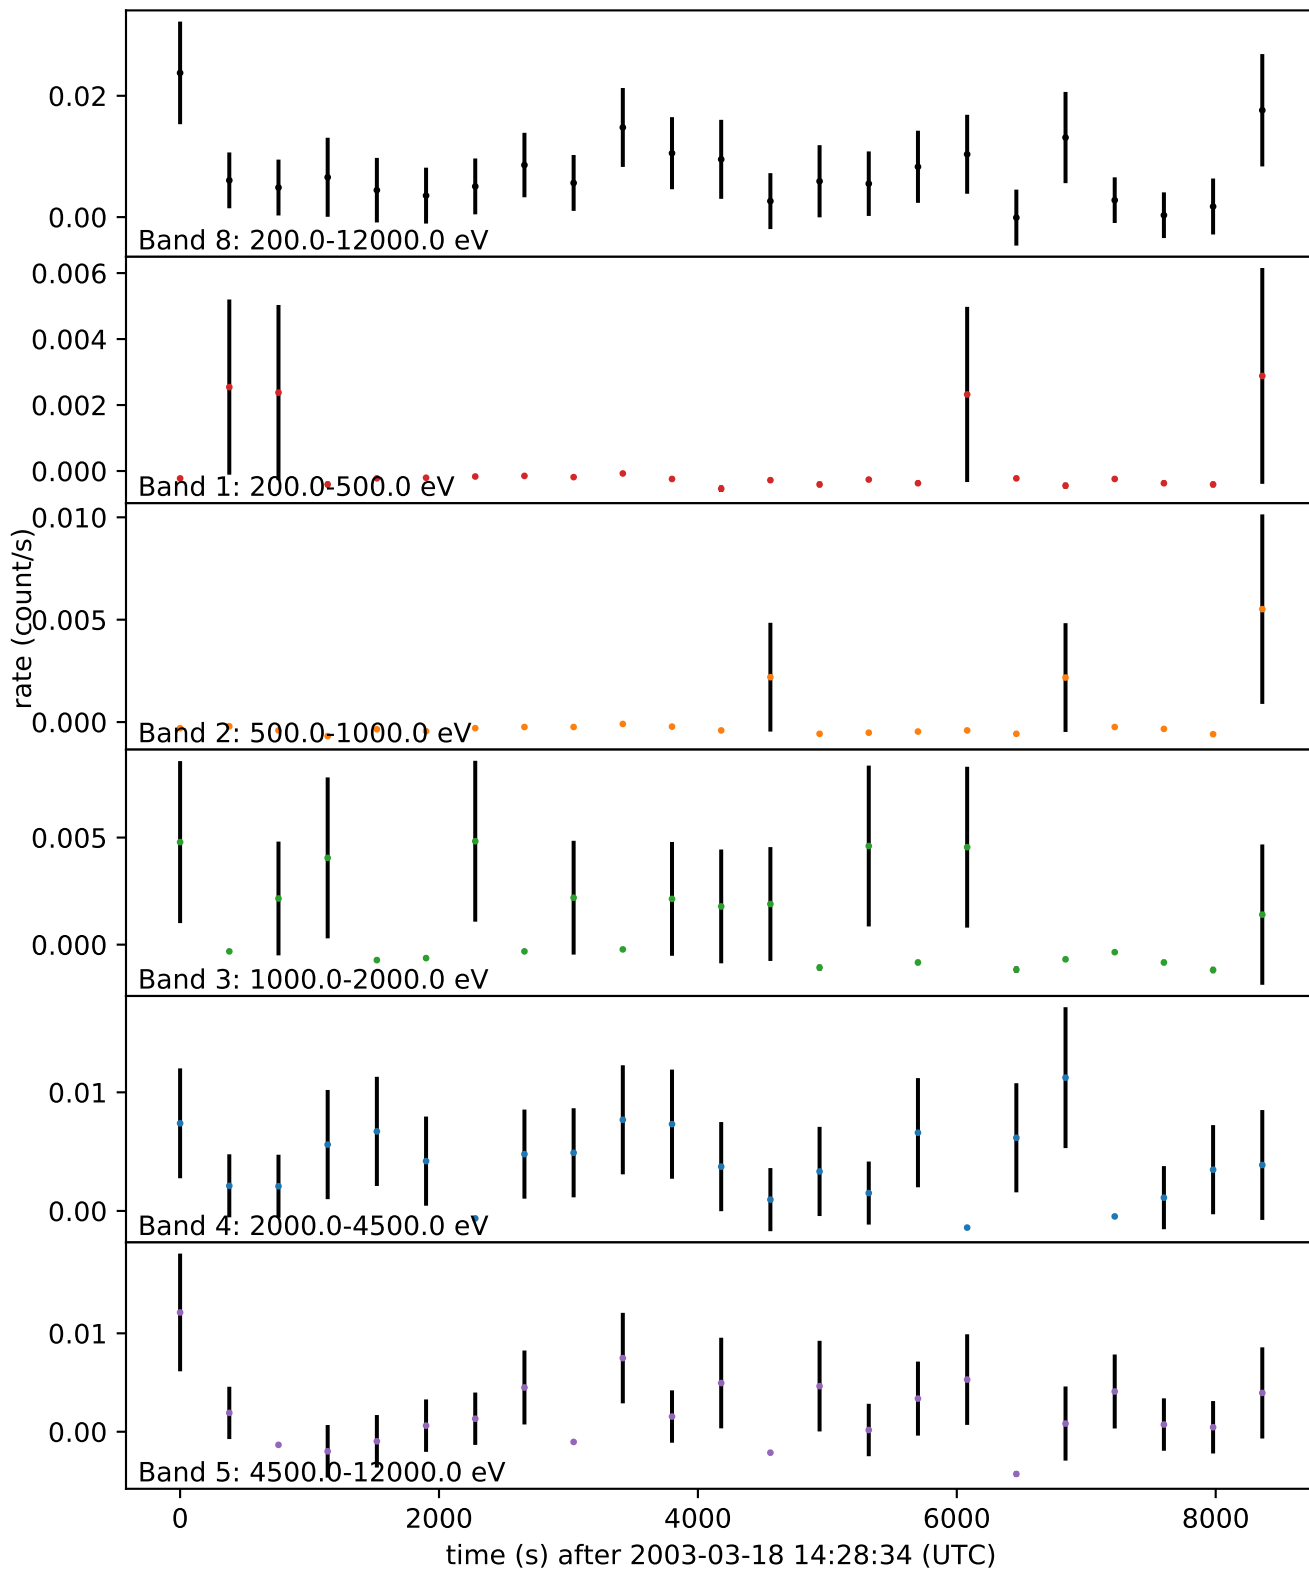 0.02
0.00
Band 8: 200.0-12000.0 eV
0.006
0.004
0.002
0.000
Band 1: 200.0-500.0 eV
0.010
0.005
0.000
Band 2: 500.0-1000.0 eV
rate (count/s)
0.005
0.000
Band 3: 1000.0-2000.0 eV
0.01
0.00
Band 4: 2000.0-4500.0 eV
0.01
0.00
Band 5: 4500.0-12000.0 eV
0 2000 4000 6000 8000
time (s) after 2003-03-18 14:28:34 (UTC)